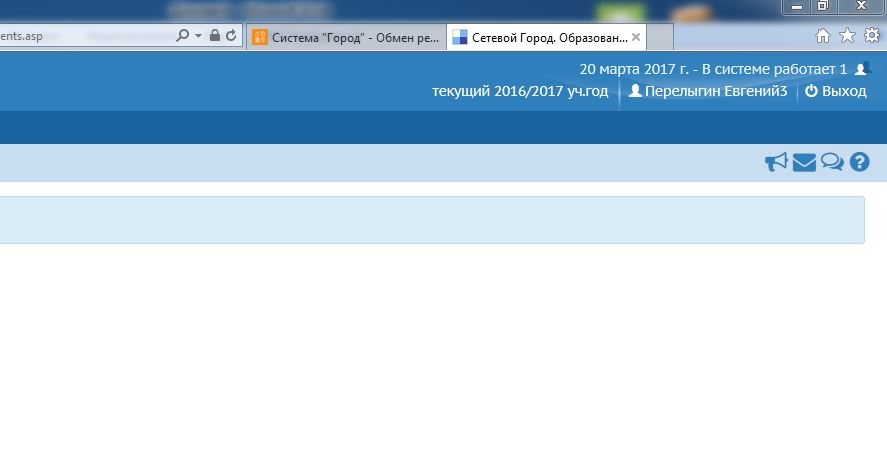 ents.asp
Система "Город" - Обмен ре...
Сетевой Город. Образован...
20 марта 2017 г. - В системе работает 1
текущий 2016/2017 уч.год
Перелыгин Евгений3
Выход